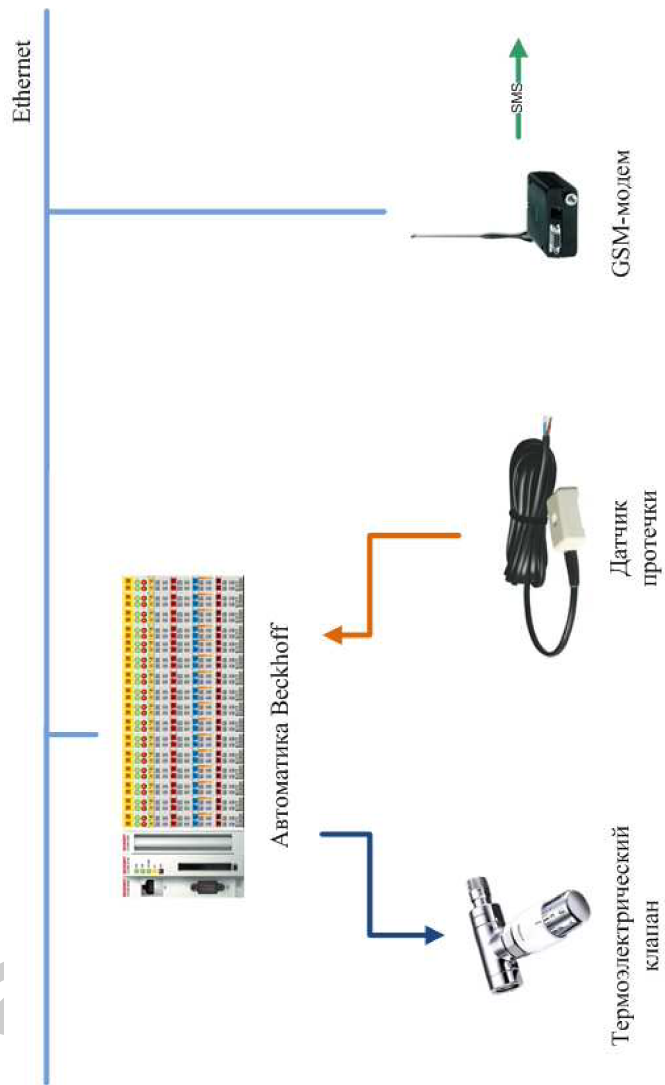 Ethernet
Автоматика Beckhoff
SMS
Термоэлектрический
клапан
Датчик
протечки
GSM-модем